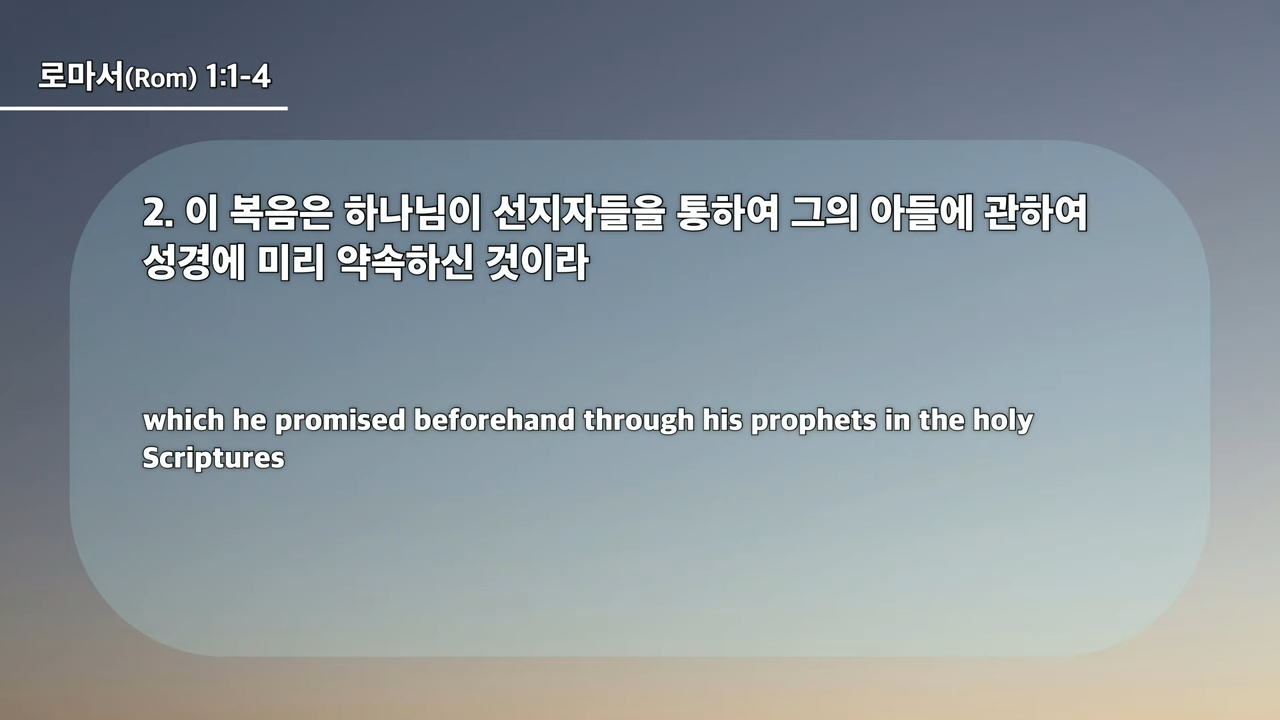 로마서(Rom) 1:1-4
2. 이 복음은 하나님이 선지자들을 통하여 그의 아들에 관하여
성경에 미리 약속하신 것이라
which he promised beforehand through his prophets in the holy
Scriptures